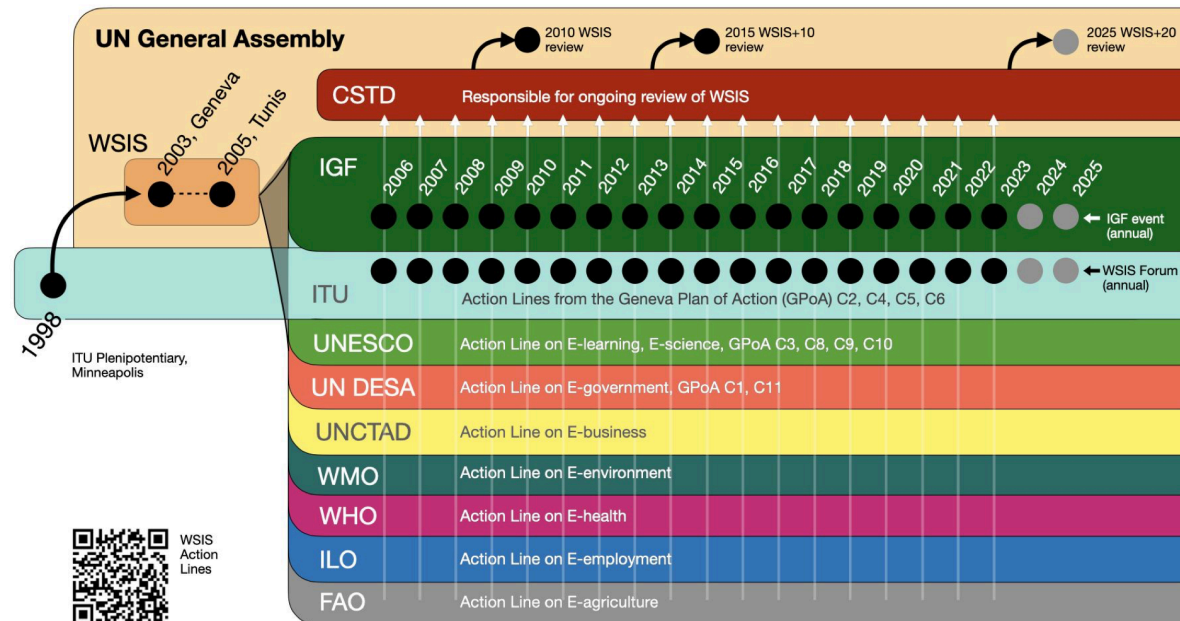 UN General Assembly
2010 WSIS
review
2015 WSIS+10
review
2025 WSIS+20
review
CSTD
Responsible for ongoing review of WSIS
WSIS
2003, Geneva
2005, Tunis
IGF
2006
2007
2008
2009
2010
2011
2012
2013
2014
2015
2016
2017
2018
2019
2020
2021
2022
2023
2024
2025
IGF event
(annual)
WSIS Forum
(annual)
ITU
Action Lines from the Geneva Plan of Action (GPoA) C2, C4, C5, C6
1998
ITU Plenipotentiary,
Minneapolis
UNESCO
Action Line on E-learning, E-science, GPoA C3, C8, C9, C10
UN DESA
Action Line on E-government, GPoA C1, C11
UNCTAD
Action Line on E-business
WMO
Action Line on E-environment
WHO
Action Line on E-health
ILO
Action Line on E-employment
FAO
Action Line on E-agriculture
WSIS
Action
Lines